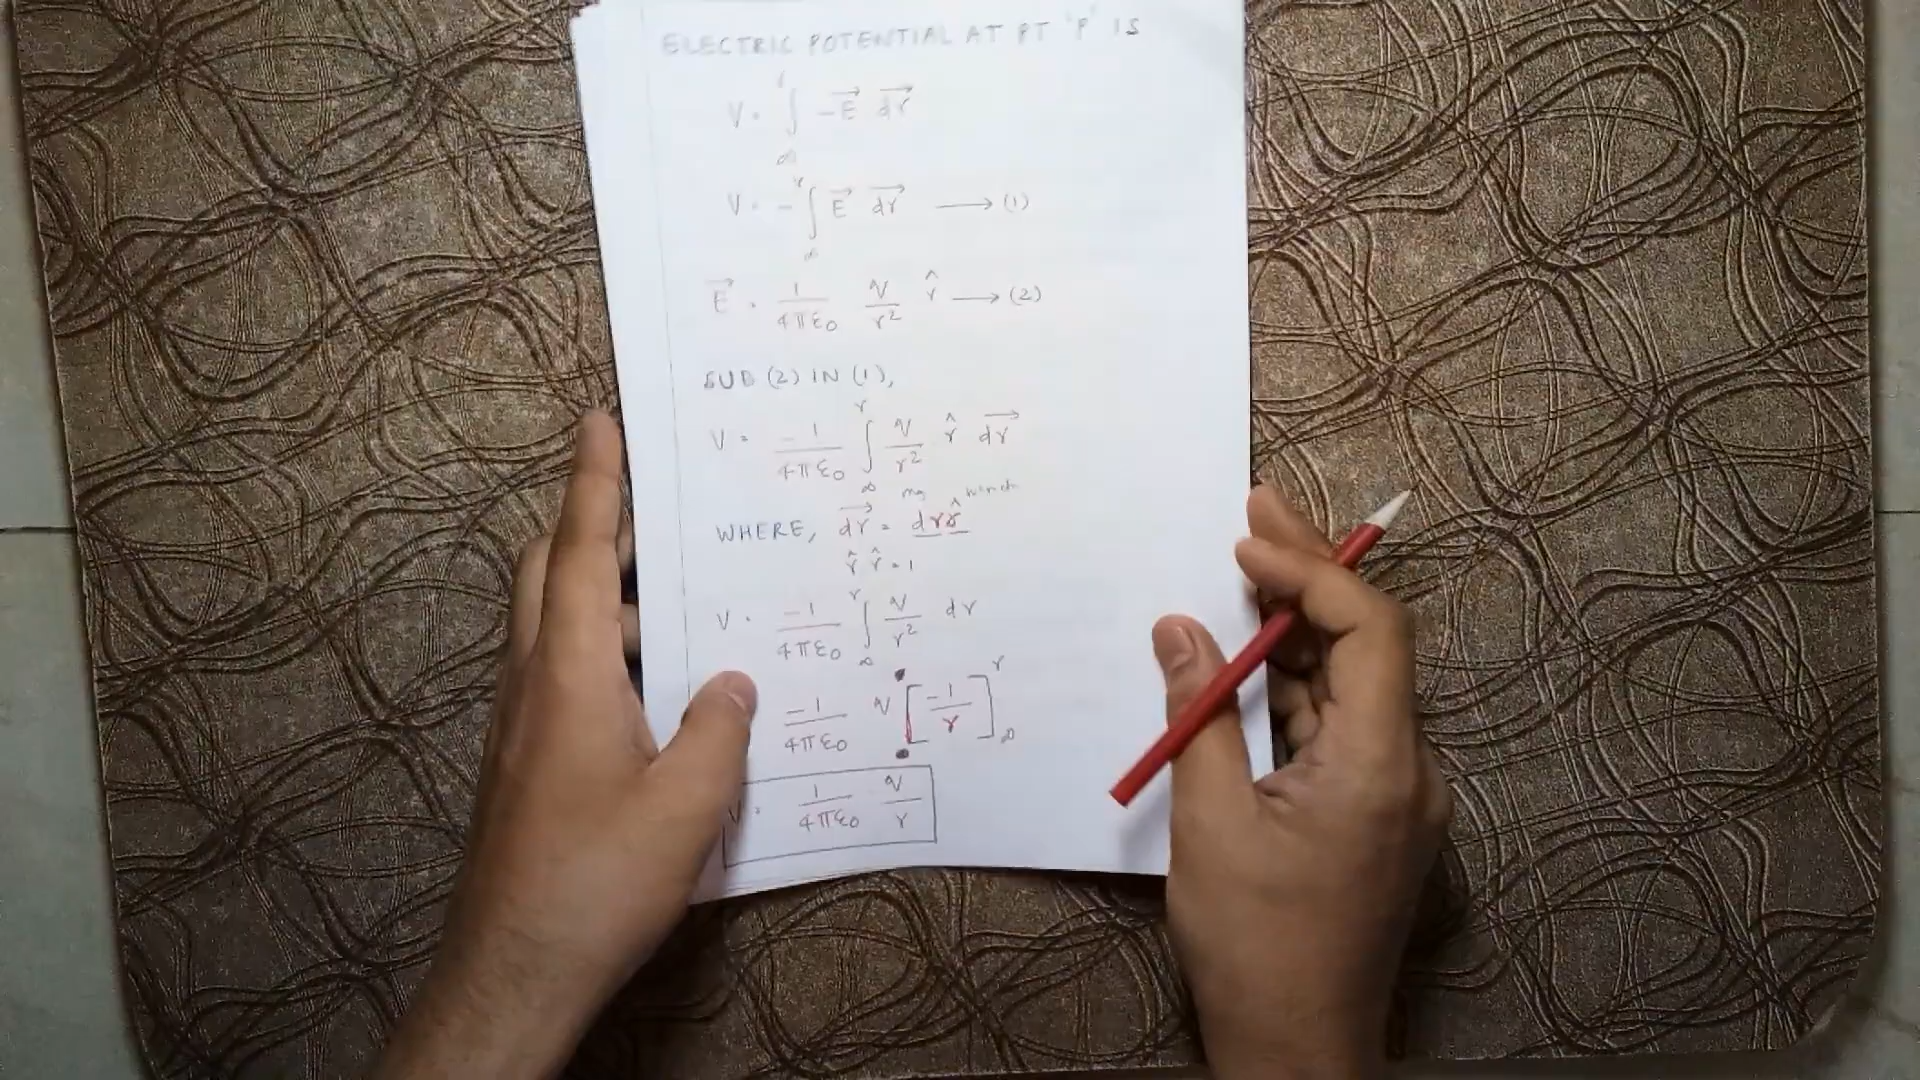 ELECTRIC POTENTIAL AT PT 'P' IS
V = ∫_∞^r -E⃗ dr⃗
V = - ∫_∞^r E⃗ dr⃗ ⟶ (1)
E⃗ = 1/4πε₀ q/r² r̂ ⟶ (2)
SUB (2) IN (1),
V = -1/4πε₀ ∫_∞^r q/r² r̂ dr⃗
mag
WHERE, dr⃗ = dr r̂
r̂ r̂ = 1
V = -1/4πε₀ ∫_∞^r q/r² dr
-1/4πε₀ q [-1/r]_∞^r
V = 1/4πε₀ q/r